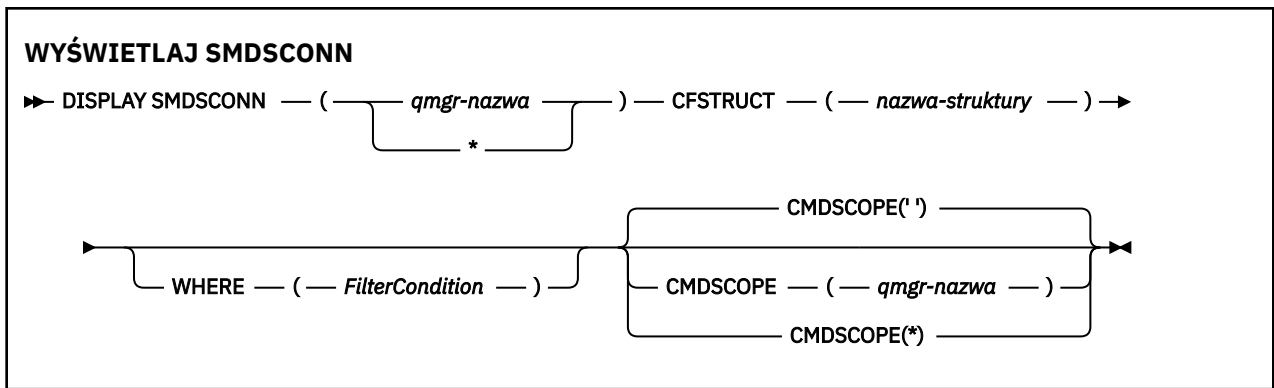 WYŚWIETLAJ SMDSCONN
DISPLAY SMDSCONN ( qmgr-nazwa ) CFSTRUCT ( nazwa-struktury )
*
CMDSCOPE(' ')
WHERE ( FilterCondition ) CMDSCOPE ( qmgr-nazwa )
CMDSCOPE(*)